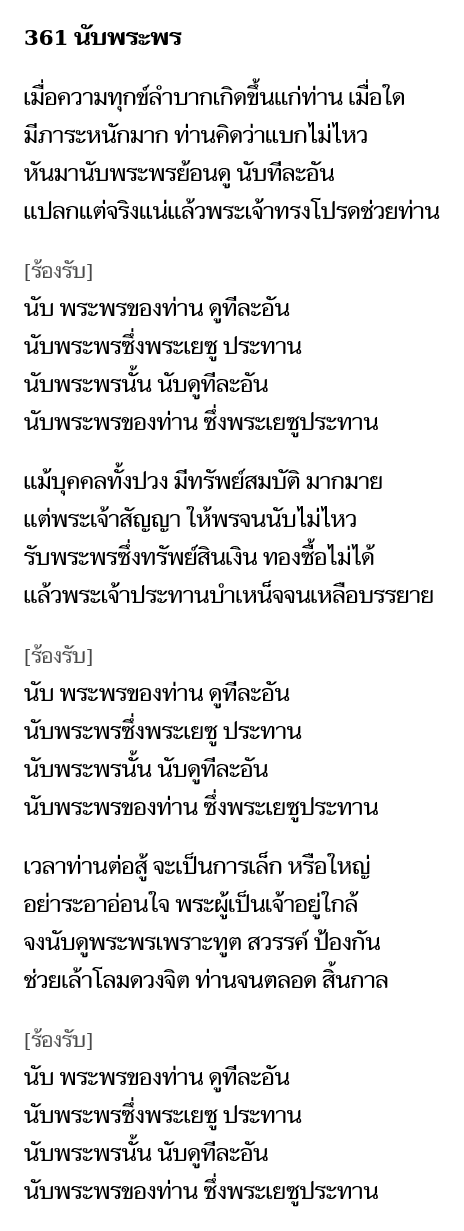 361 นับพระพร
เมื่อความทุกข์ลำบากเกิดขึ้นแก่ท่าน เมื่อใด
มีภาระหนักมาก ท่านคิดว่าแบกไม่ไหว
หันมานับพระพรย้อนดู นับทีละอัน
แปลกแต่จริงแน่แล้วพระเจ้าทรงโปรดช่วยท่าน
[ร้องรับ]
นับ พระพรของท่าน ดูทีละอัน
นับพระพรซึ่งพระเยซู ประทาน
นับพระพรนั้น นับดูทีละอัน
นับพระพรของท่าน ซึ่งพระเยซูประทาน
แม้บุคคลทั้งปวง มีทรัพย์สมบัติ มากมาย
แต่พระเจ้าสัญญา ให้พรจนนับไม่ไหว
รับพระพรซึ่งทรัพย์สินเงิน ทองซื้อไม่ได้
แล้วพระเจ้าประทานบำเหน็จจนเหลือบรรยาย
[ร้องรับ]
นับ พระพรของท่าน ดูทีละอัน
นับพระพรซึ่งพระเยซู ประทาน
นับพระพรนั้น นับดูทีละอัน
นับพระพรของท่าน ซึ่งพระเยซูประทาน
เวลาท่านต่อสู้ จะเป็นการเล็ก หรือใหญ่
อย่าระอาอ่อนใจ พระผู้เป็นเจ้าอยู่ใกล้
จงนับดูพระพรเพราะทูต สวรรค์ ป้องกัน
ช่วยเล้าโลมดวงจิต ท่านจนตลอด สิ้นกาล
[ร้องรับ]
นับ พระพรของท่าน ดูทีละอัน
นับพระพรซึ่งพระเยซู ประทาน
นับพระพรนั้น นับดูทีละอัน
นับพระพรของท่าน ซึ่งพระเยซูประทาน